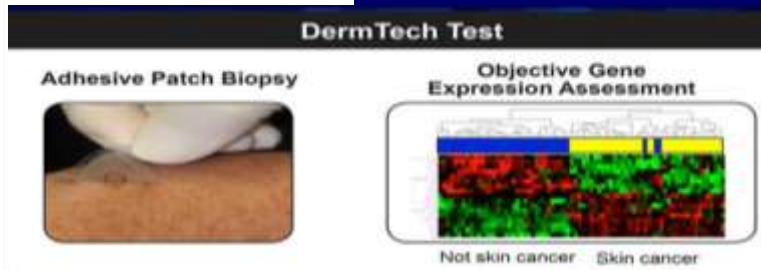 DermTech Test
Adhesive Patch Biopsy
Objective Gene
Expression Assessment
Not skin cancer
Skin cancer